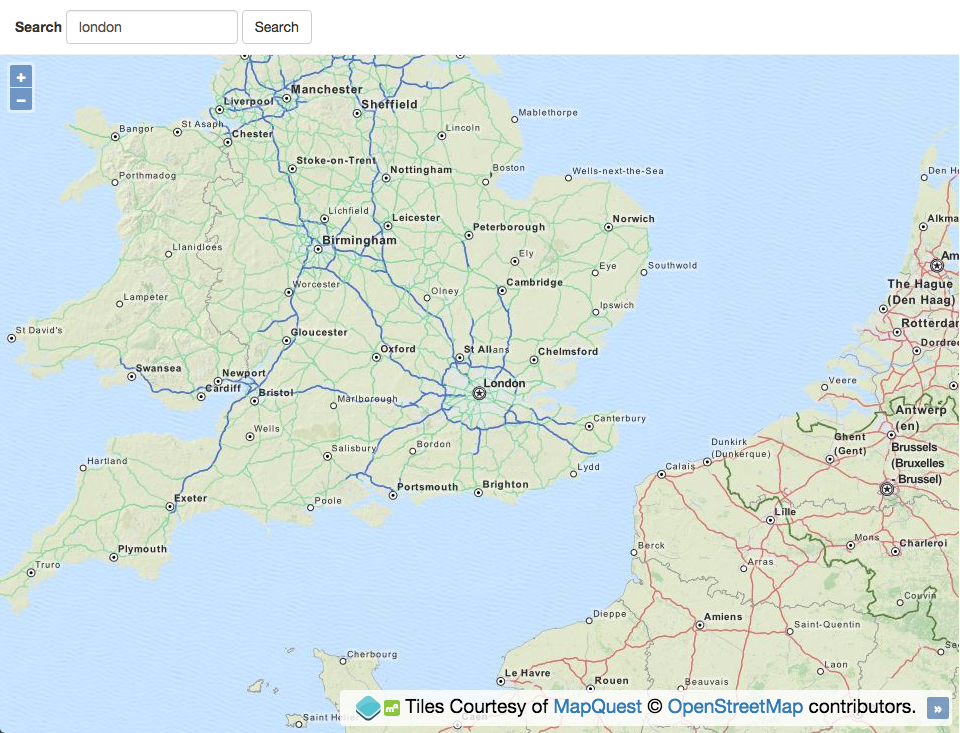 Search london Search
+
−
Manchester
Liverpool
Sheffield
Mablethorpe
Bangor
St Asaph
Chester
Lincoln
Stoke-on-Trent
Nottingham
Boston
Wells-next-the-Sea
Porthmadog
Den H
Lichfield
Leicester
Norwich
Peterborough
Alkma
Birmingham
Llanidloes
Ely
Eye
Southwold
Am
Worcester
Olney
Cambridge
The Hague
(Den Haag)
Lampeter
Ipswich
St David's
Gloucester
Rotterdar
Oxford
St Albans
Chelmsford
Dordrec
Swansea
Newport
Cardiff
Bristol
London
Veere
Marlborough
Antwerp
(en)
Canterbury
Wells
Ghent
(Gent)
Bordon
Salisbury
Dunkirk
(Dunkerque)
Brussels
(Bruxelles
- Brussel)
Hartland
Calais
Lydd
Portsmouth
Brighton
Exeter
Poole
Lille
Mons
Charleroi
Plymouth
Berck
Truro
Arras
Couvin
Dieppe
Amiens
Saint-Quentin
Se
Cherbourg
Laon
Le Havre
Rouen
Beauvais
Saint Helier
Caen
m^q Tiles Courtesy of MapQuest © OpenStreetMap contributors. »